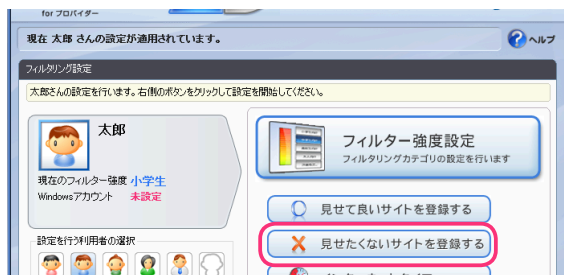 for プロバイダー
現在 太郎 さんの設定が適用されています。
ヘルプ
フィルタリング設定
太郎さんの設定を行います。右側のボタンをクリックして設定を開始してください。
太郎
現在のフィルター強度 小学生
Windowsアカウント 未設定
フィルター強度設定
フィルタリングカテゴリの設定を行います
見せて良いサイトを登録する
見せたくないサイトを登録する
設定を行う利用者の選択